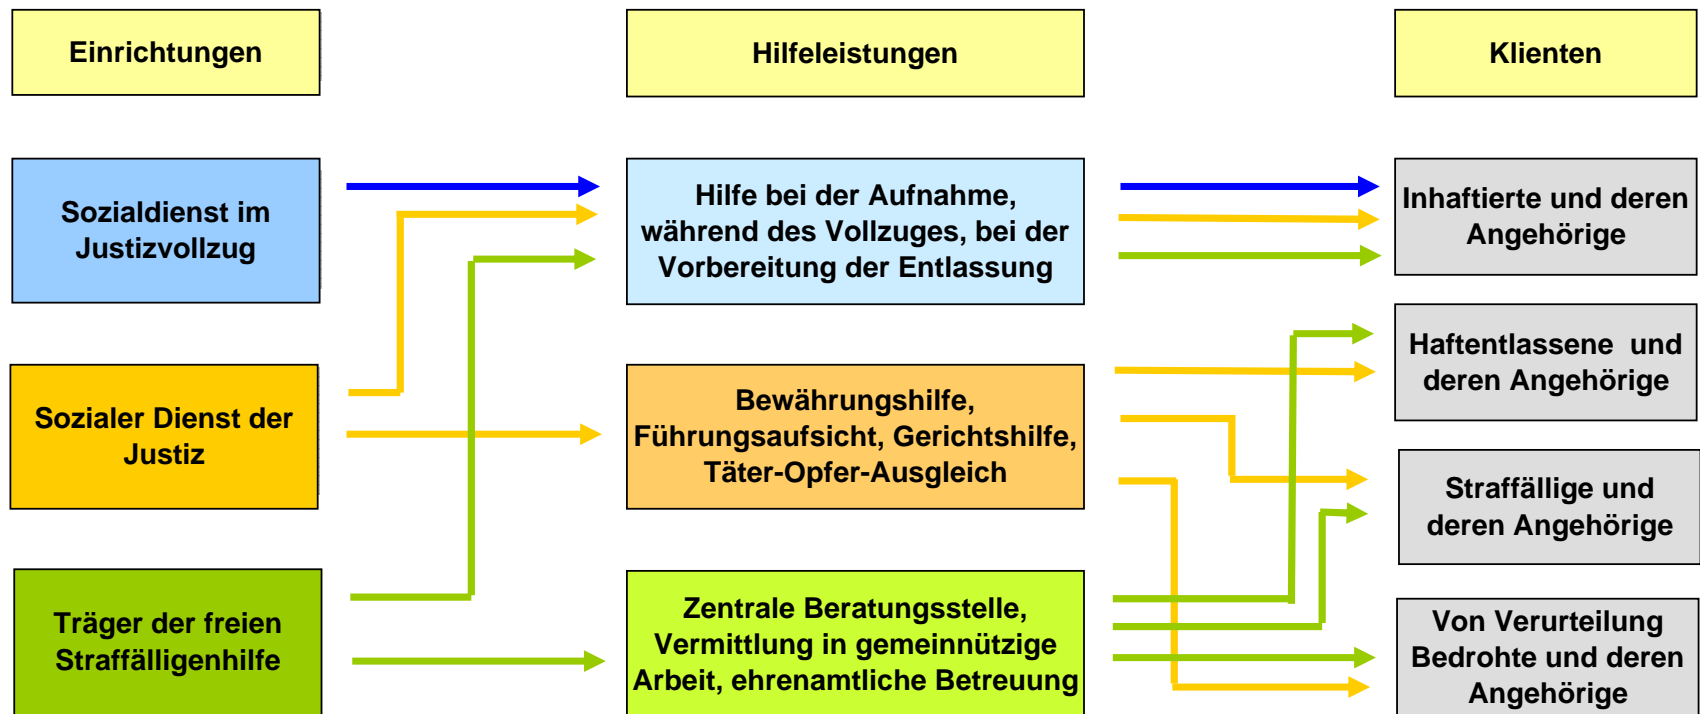 Einrichtungen
Hilfeleistungen
Klienten
Sozialdienst im
Justizvollzug
Hilfe bei der Aufnahme,
während des Vollzuges, bei der
Vorbereitung der Entlassung
Inhaftierte und deren
Angehörige
Haftentlassene und
deren Angehörige
Sozialer Dienst der
Justiz
Bewährungshilfe,
Führungsaufsicht, Gerichtshilfe,
Täter-Opfer-Ausgleich
Straffällige und
deren Angehörige
Träger der freien
Straffälligenhilfe
Zentrale Beratungsstelle,
Vermittlung in gemeinnützige
Arbeit, ehrenamtliche Betreuung
Von Verurteilung
Bedrohte und deren
Angehörige